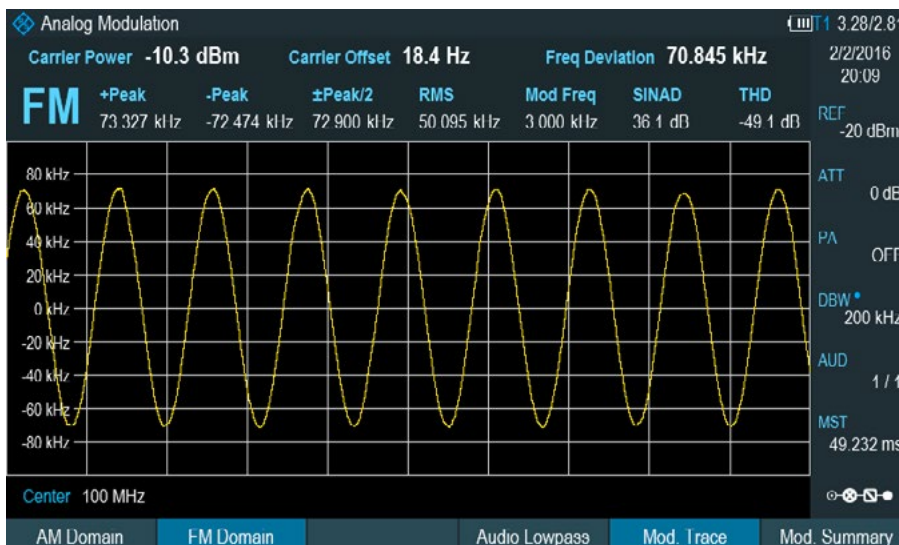 Analog Modulation
T1 3.28/2.81
Carrier Power -10.3 dBm Carrier Offset 18.4 Hz Freq Deviation 70.845 kHz
2/2/2016
20:09
FM
+Peak -Peak ±Peak/2 RMS Mod Freq SINAD THD
73.327 kHz -72.474 kHz 72.900 kHz 50.095 kHz 3.000 kHz 36.1 dB -49.1 dB
REF
-20 dBm
ATT
0 dB
PA
OFF
DBW
200 kHz
AUD
1 / 1
MST
49.232 ms
80 kHz
60 kHz
40 kHz
20 kHz
0 kHz
-20 kHz
-40 kHz
-60 kHz
-80 kHz
Center 100 MHz
AM Domain FM Domain Audio Lowpass Mod. Trace Mod. Summary